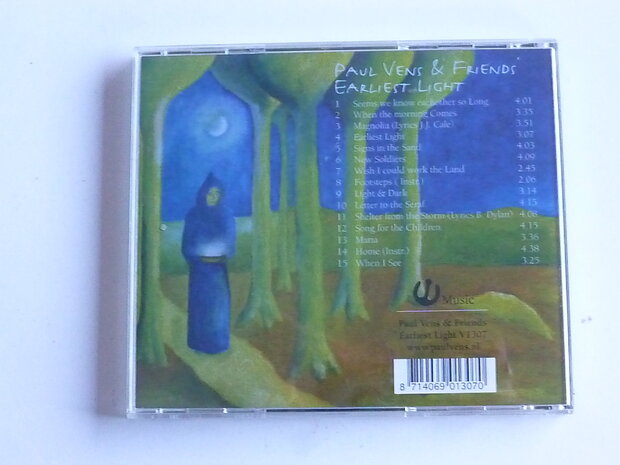 Paul Vens & Friends
Earliest Light
1 Seems we know eachother so Long 4.01
2 When the morning Comes 3.35
3 Magnolia (Lyrics J.J. Cale) 3.51
4 Earliest Light 3.07
5 Signs in the Sand 4.03
6 New Soldiers 4.09
7 Wish I could work the Land 2.45
8 Footsteps ( Instr.) 2.06
9 Light & Dark 3.14
10 Letter to the Seraf 4.15
11 Shelter from the Storm (Lyrics B. Dylan) 4.08
12 Song for the Children 4.15
13 Maria 3.36
14 Home (Instr.) 4.38
15 When I See 3.25
Music
Paul Vens & Friends
Earliest Light V1307
www.paulvens.nl
8 714069 013070